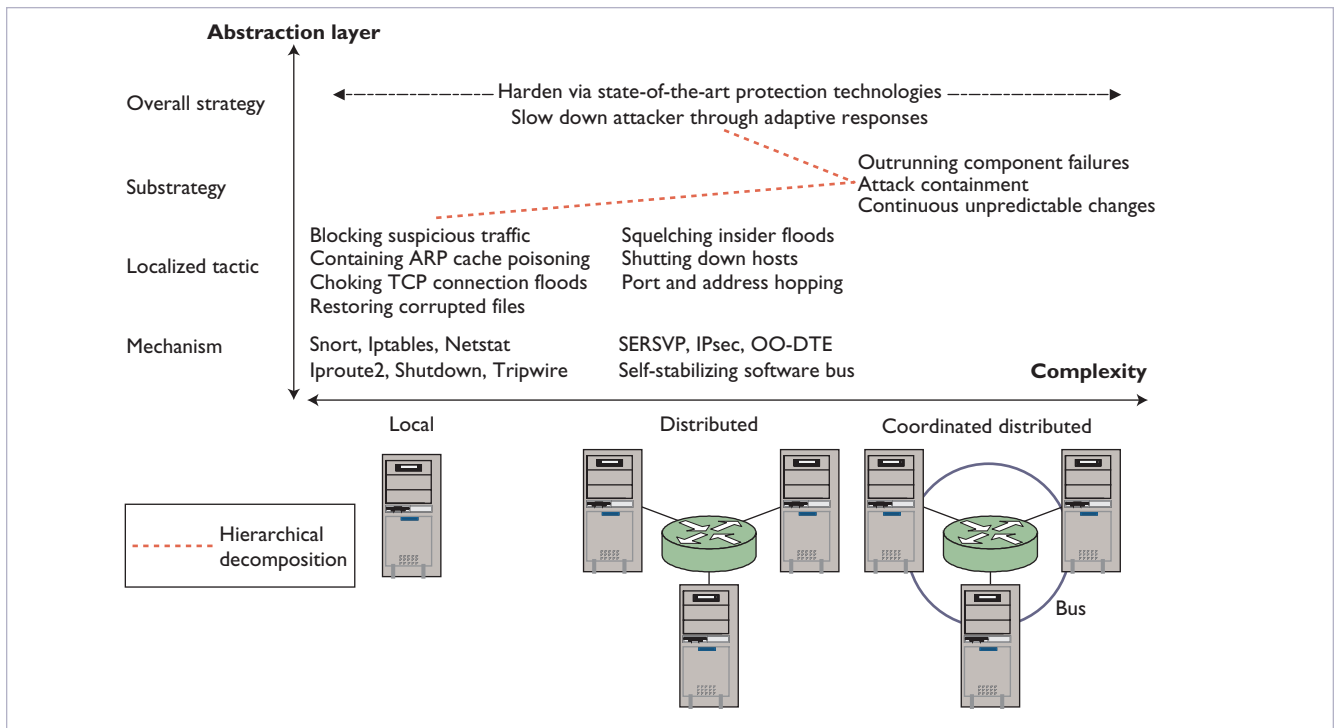 Abstraction layer
Overall strategy
Harden via state-of-the-art protection technologies
Slow down attacker through adaptive responses
Substrategy
Outrunning component failures
Attack containment
Continuous unpredictable changes
Localized tactic
Blocking suspicious traffic
Containing ARP cache poisoning
Choking TCP connection floods
Restoring corrupted files
Squelching insider floods
Shutting down hosts
Port and address hopping
Mechanism
Snort, Iptables, Netstat
Iproute2, Shutdown, Tripwire
SERSVP, IPsec, OO-DTE
Self-stabilizing software bus
Complexity
Local
Distributed
Coordinated distributed
Hierarchical
decomposition
Bus